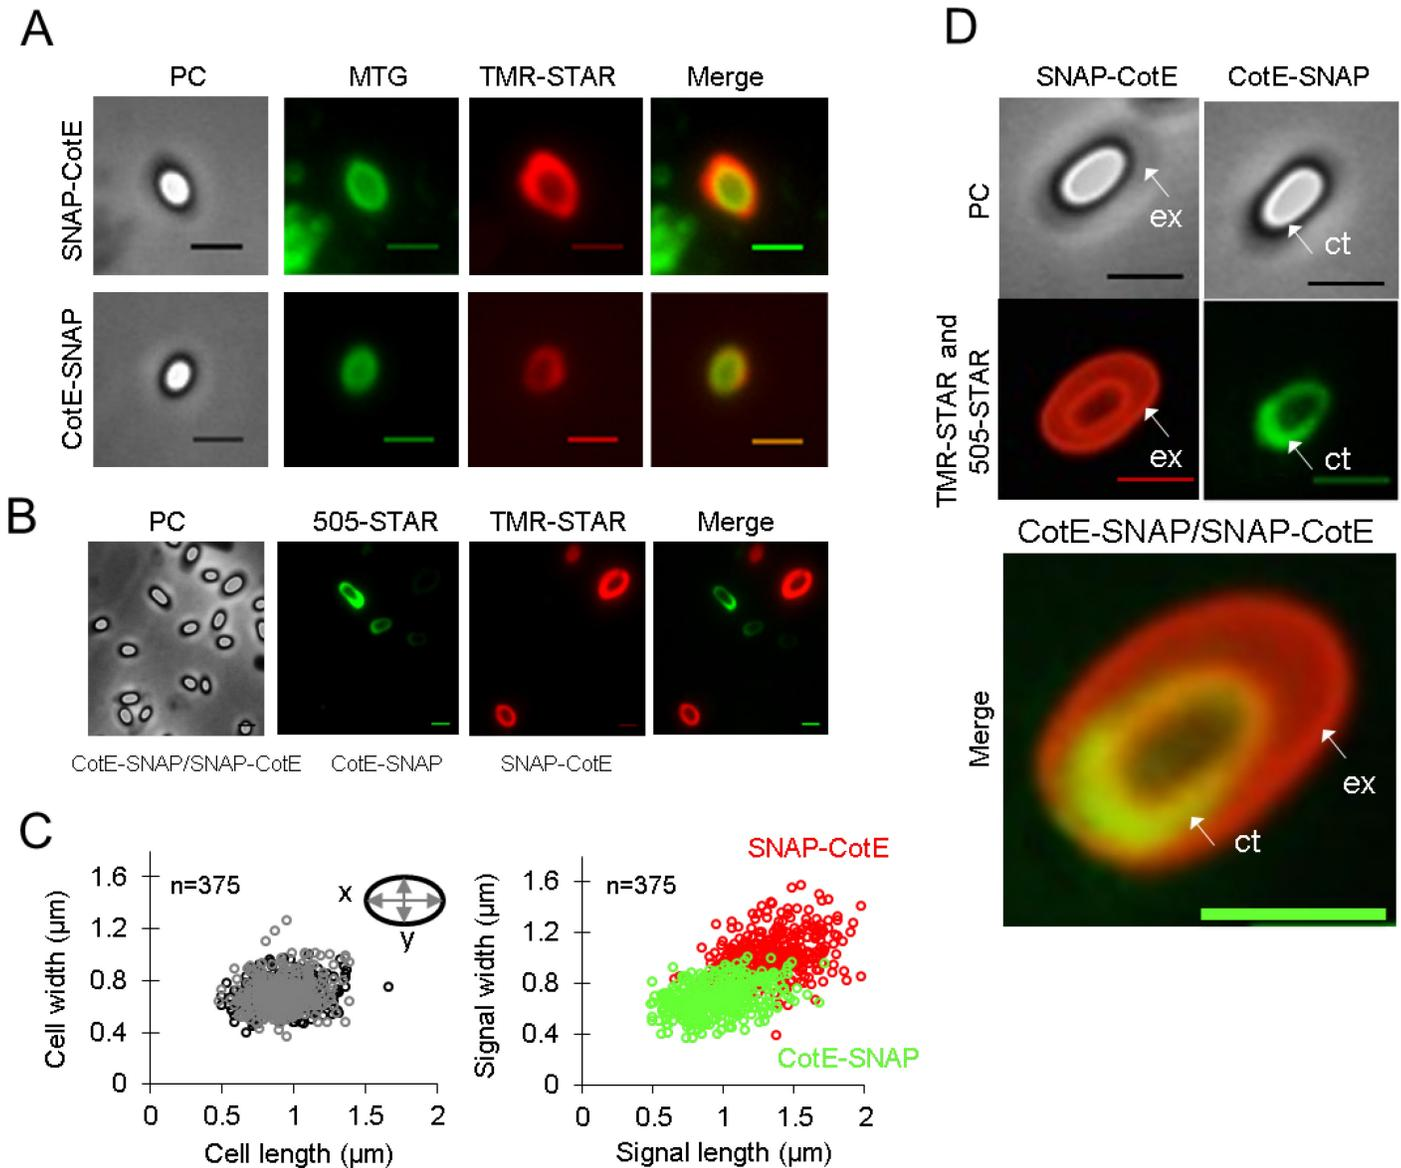 A
PC MTG TMR-STAR Merge
SNAP-CotE
CotE-SNAP
B
PC 505-STAR TMR-STAR Merge
CotE-SNAP/SNAP-CotE CotE-SNAP SNAP-CotE
C
Cell width (µm)
1.6
1.2
0.8
0.4
0
n=375
x
y
0 0.5 1 1.5 2
Cell length (µm)
Signal width (µm)
1.6
1.2
0.8
0.4
0
n=375
SNAP-CotE
CotE-SNAP
0 0.5 1 1.5 2
Signal length (µm)
D
SNAP-CotE CotE-SNAP
PC
ex
ct
TMR-STAR and
505-STAR
ex
ct
CotE-SNAP/SNAP-CotE
Merge
ex
ct